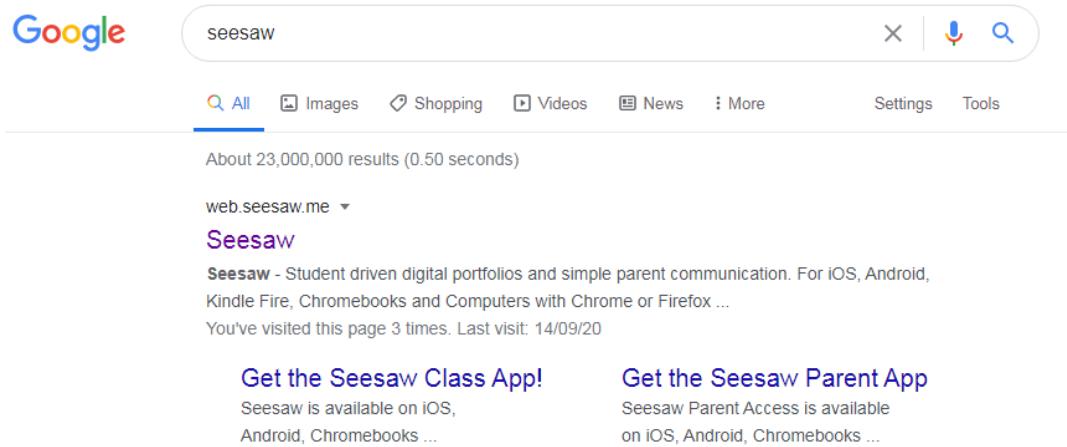 Google
seesaw
All Images Shopping Videos News More Settings Tools
About 23,000,000 results (0.50 seconds)
web.seesaw.me
Seesaw
Seesaw - Student driven digital portfolios and simple parent communication. For iOS, Android,
Kindle Fire, Chromebooks and Computers with Chrome or Firefox ...
You've visited this page 3 times. Last visit: 14/09/20
Get the Seesaw Class App!
Seesaw is available on iOS,
Android, Chromebooks ...
Get the Seesaw Parent App
Seesaw Parent Access is available
on iOS, Android, Chromebooks ...